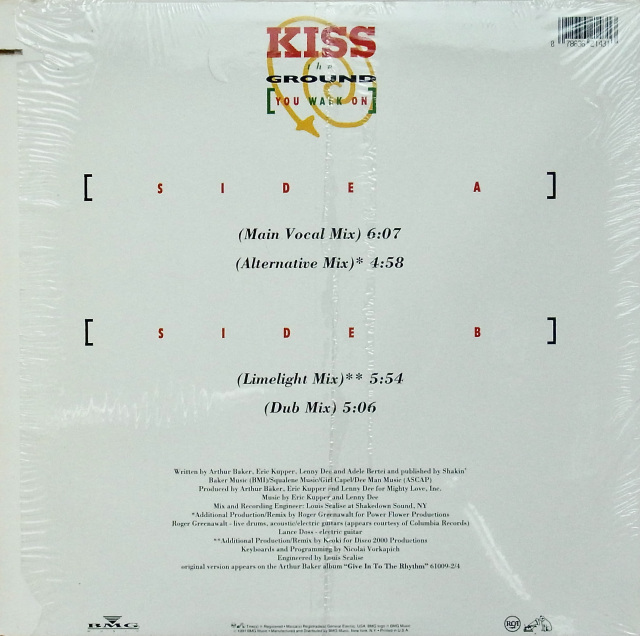 KISS
the
GROUND
[YOU WALK ON]
[ SIDE A ]
(Main Vocal Mix) 6:07
(Alternative Mix)* 4:58
[ SIDE B ]
(Limelight Mix)** 5:54
(Dub Mix) 5:06
Written by Arthur Baker, Eric Kupper, Lenny Dee and Adele Bertei and published by Shakin'
Baker Music (BMI)/Squalene Music/Girl Capel/Dee Man Music (ASCAP)
Produced by Arthur Baker, Eric Kupper and Lenny Dee for Mighty Love, Inc.
Music by Eric Kupper and Lenny Dee
Mix and Recording Engineer: Louis Scalise at Shakedown Sound, NY
*Additional Production/Remix by Roger Greenawalt for Power Flower Productions
Roger Greenawalt - live drums, acoustic/electric guitars (appears courtesy of Columbia Records)
Lance Doss - electric guitar
**Additional Production/Remix by Keoki for Disco 2000 Productions
Keyboards and Programming by Nicolai Vorkapich
Engineered by Louis Scalise
original version appears on the Arthur Baker album "Give In To The Rhythm" 61009-2/4
BMG
RCA